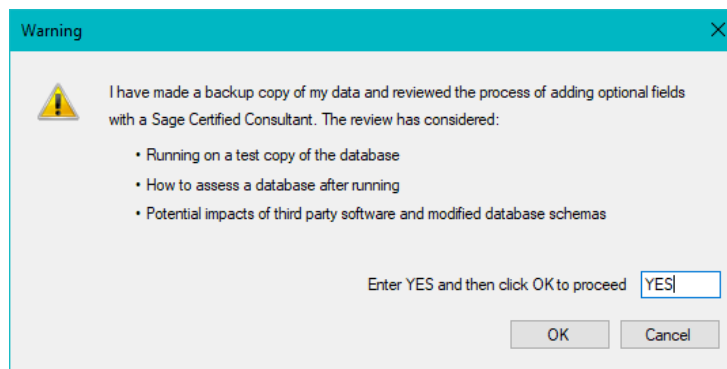 Warning
I have made a backup copy of my data and reviewed the process of adding optional fields
with a Sage Certified Consultant. The review has considered:
• Running on a test copy of the database
• How to assess a database after running
• Potential impacts of third party software and modified database schemas
Enter YES and then click OK to proceed YES
OK Cancel